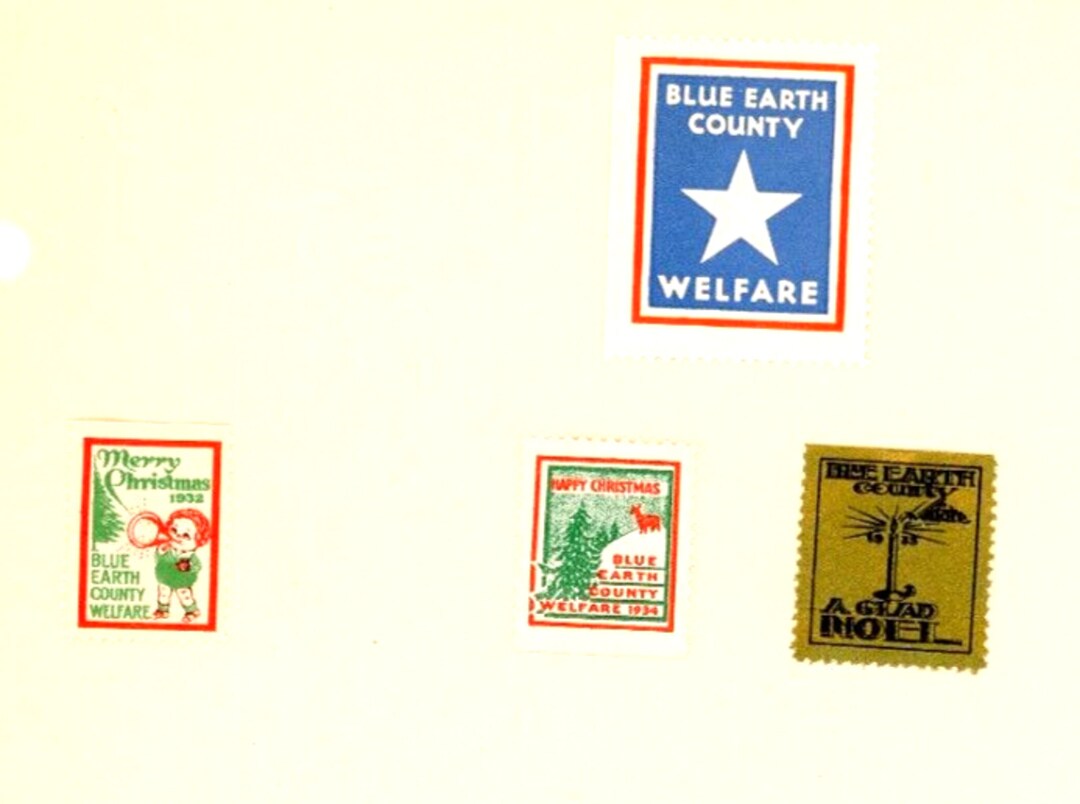 BLUE EARTH
COUNTY
WELFARE
Merry
Christmas
1932
BLUE
EARTH
COUNTY
WELFARE
HAPPY CHRISTMAS
BLUE
EARTH
COUNTY
WELFARE 1934
BLUE EARTH
COUNTY
A GLAD
NOEL